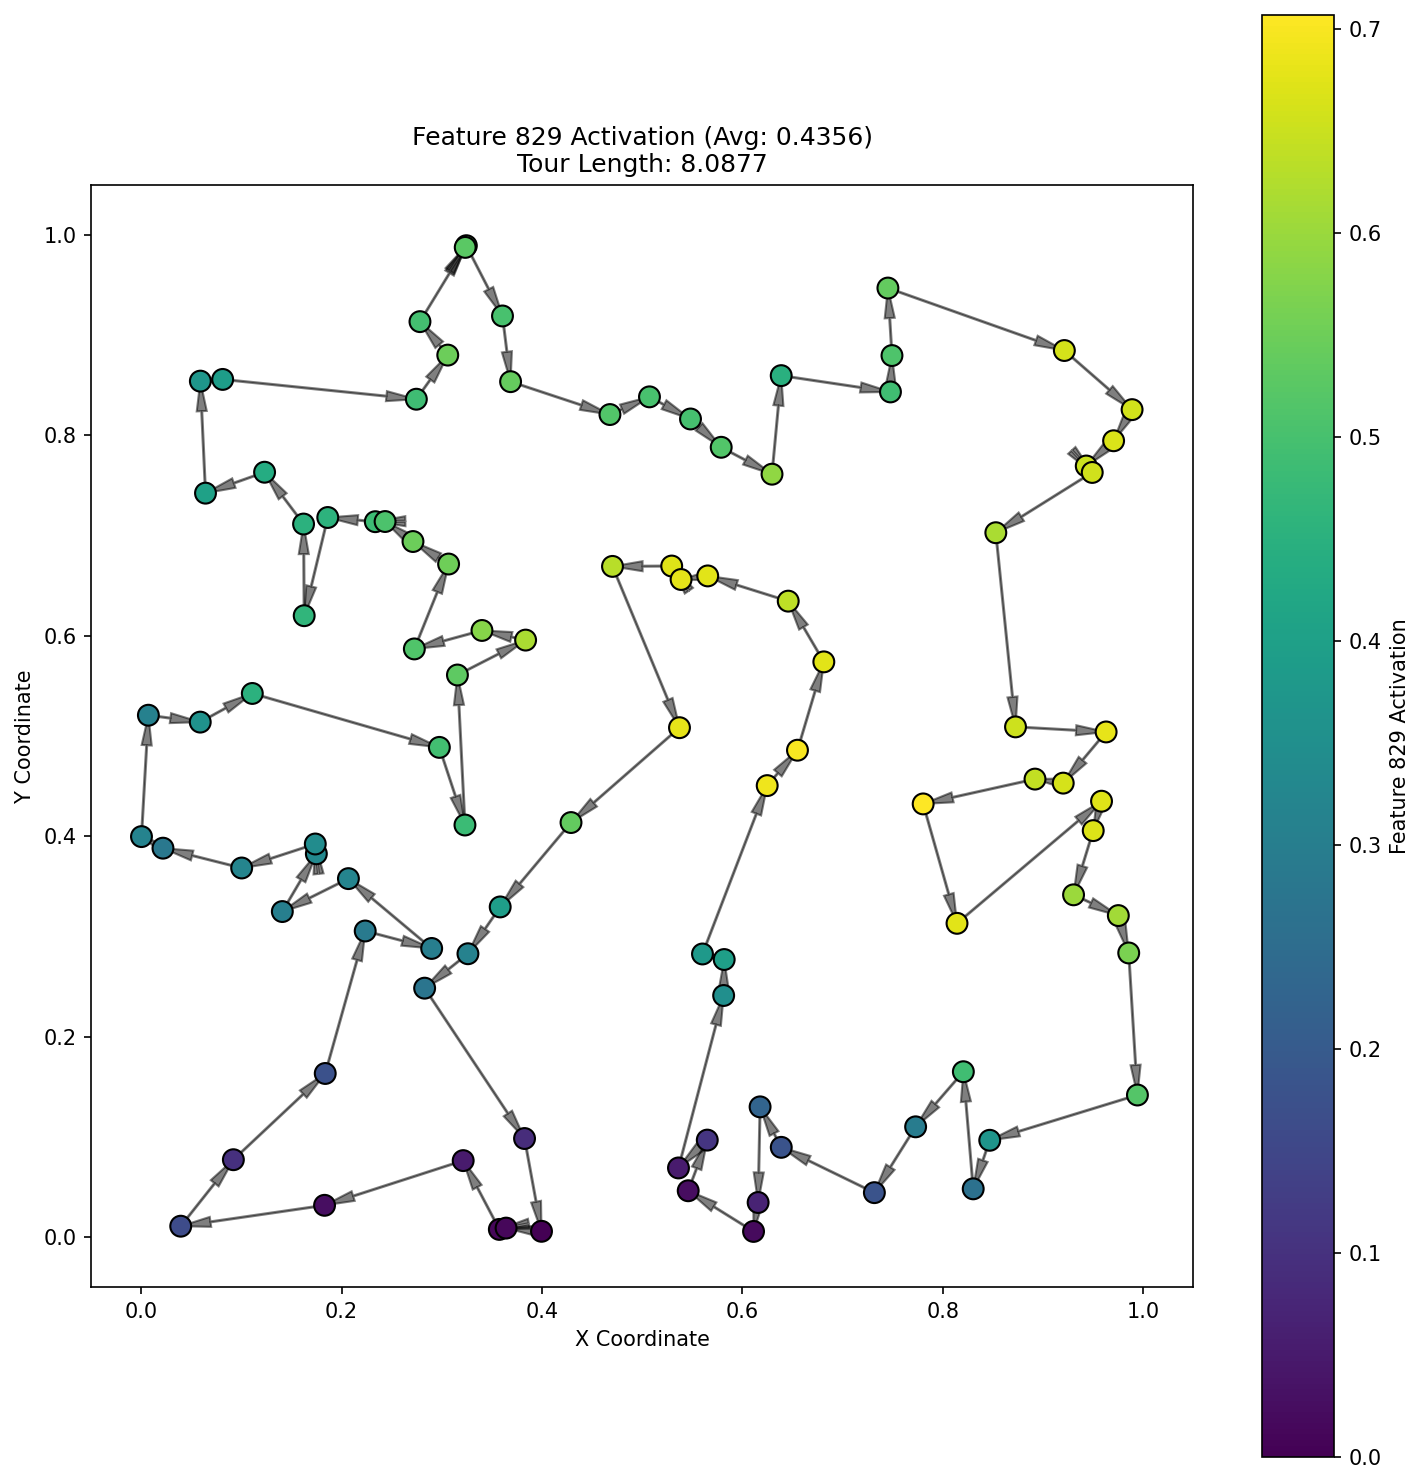 Feature 829 Activation (Avg: 0.4356)
Tour Length: 8.0877
Y Coordinate
1.0
0.8
0.6
0.4
0.2
0.0
0.0 0.2 0.4 0.6 0.8 1.0
X Coordinate
0.7
0.6
0.5
0.4
0.3
0.2
0.1
0.0
Feature 829 Activation